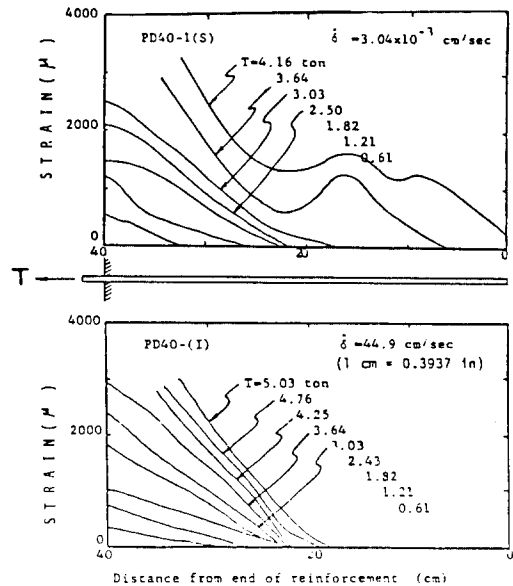 4000
PD40-1(S)
δ̇ =3.04x10⁻³ cm/sec
T=4.16 ton
3.64
3.03
2.50
1.82
1.21
0.61
2000
STRAIN(μ)
0
40
20
0
T
4000
PD40-(I)
δ̇ =44.9 cm/sec
(1 cm = 0.3937 in)
T=5.03 ton
4.76
4.25
3.64
3.03
2.43
1.82
1.21
0.61
2000
STRAIN(μ)
0
40
20
0
Distance from end of reinforcement (cm)